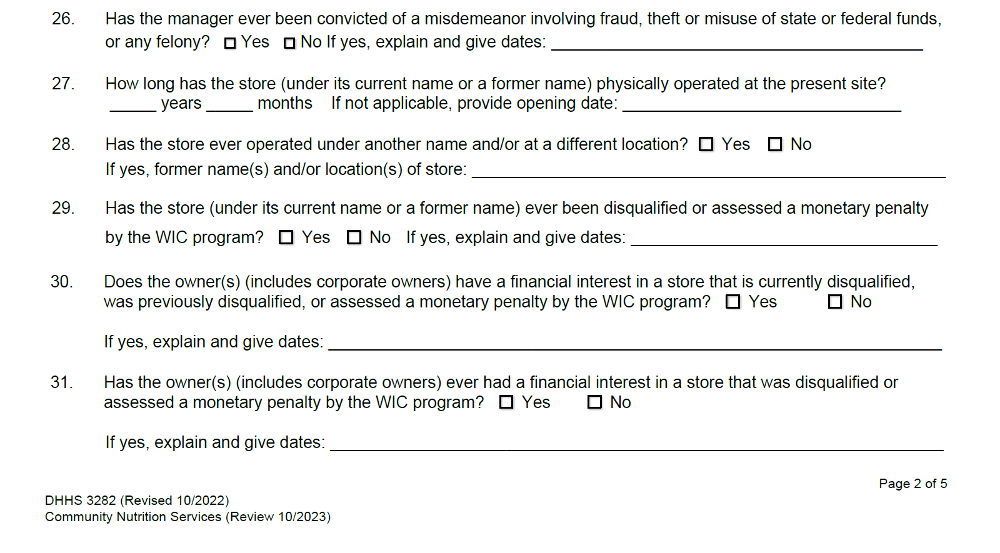 26. Has the manager ever been convicted of a misdemeanor involving fraud, theft or misuse of state or federal funds,
or any felony? ☐ Yes ☐ No If yes, explain and give dates: ____________________
27. How long has the store (under its current name or a former name) physically operated at the present site?
_____ years _____ months If not applicable, provide opening date: ____________________
28. Has the store ever operated under another name and/or at a different location? ☐ Yes ☐ No
If yes, former name(s) and/or location(s) of store: ____________________
29. Has the store (under its current name or a former name) ever been disqualified or assessed a monetary penalty
by the WIC program? ☐ Yes ☐ No If yes, explain and give dates: ____________________
30. Does the owner(s) (includes corporate owners) have a financial interest in a store that is currently disqualified,
was previously disqualified, or assessed a monetary penalty by the WIC program? ☐ Yes ☐ No
If yes, explain and give dates: ____________________
31. Has the owner(s) (includes corporate owners) ever had a financial interest in a store that was disqualified or
assessed a monetary penalty by the WIC program? ☐ Yes ☐ No
If yes, explain and give dates: ____________________
Page 2 of 5
DHHS 3282 (Revised 10/2022)
Community Nutrition Services (Review 10/2023)